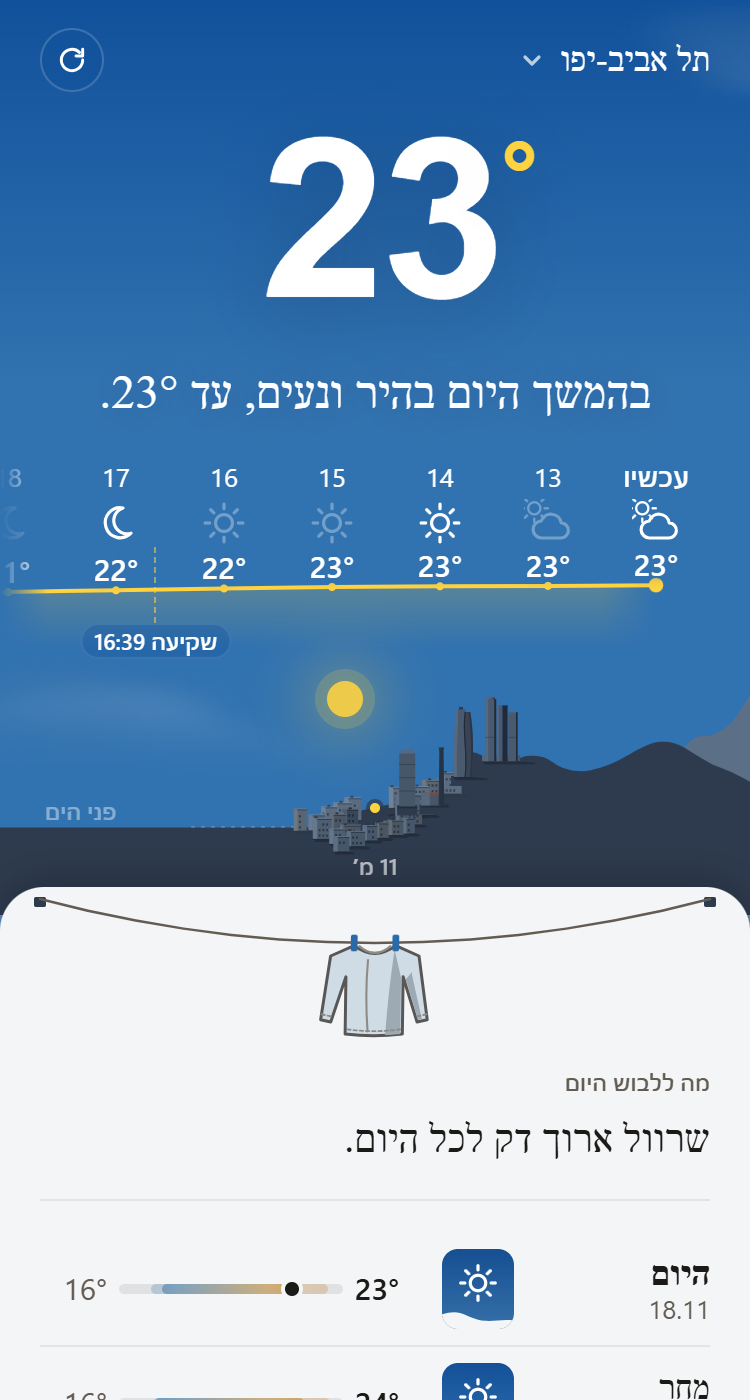 תל אביב-יפו
23°
בהמשך היום בהיר ונעים, עד 23°.
עכשיו 13 14 15 16 17
23° 23° 23° 23° 22° 22°
שקיעה 16:39
פני הים
11 מ׳
מה ללבוש היום
שרוול ארוך דק לכל היום.
היום 23° 16°
18.11
מחר 24° 16°